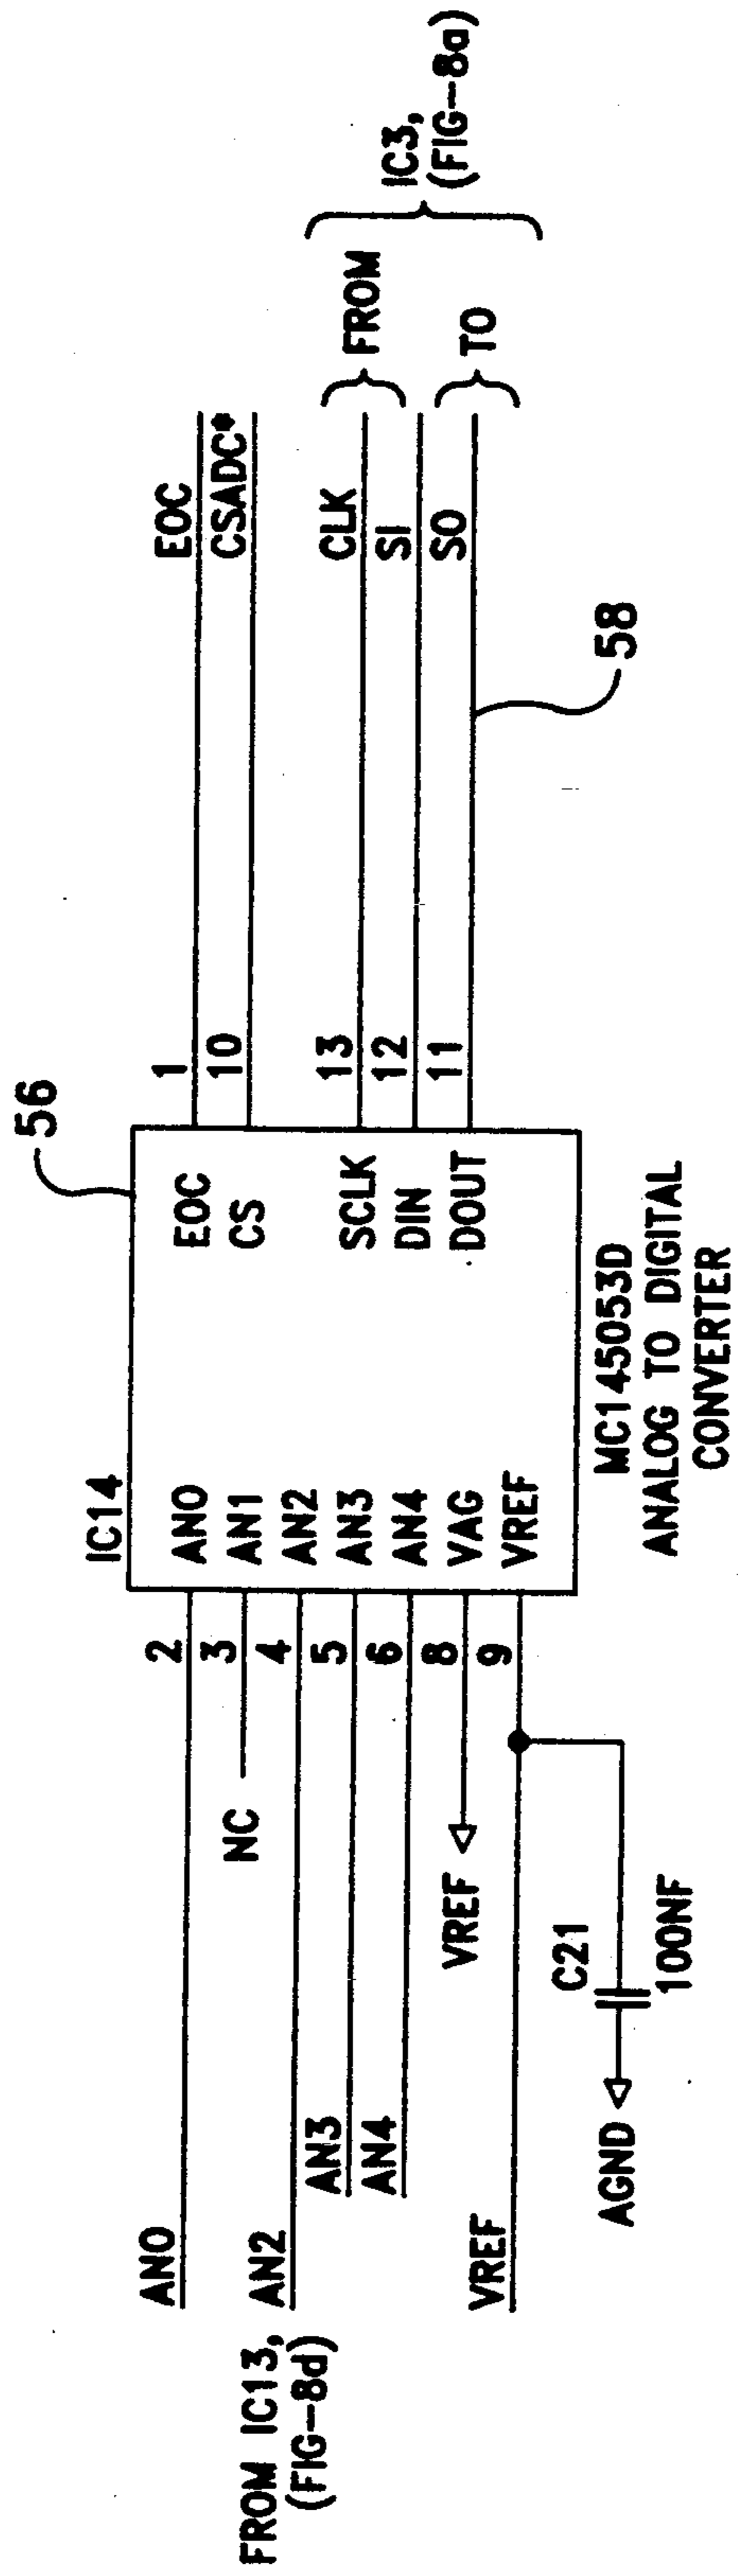 56
IC14
ANO
2
ANO
EOC
1
EOC
NC
3
AN1
CS
10
CSADC*
FROM IC13,
(FIG-8d)
AN2
4
AN2
AN3
5
AN3
SCLK
13
CLK
FROM
AN4
6
AN4
DIN
12
SI
IC3,
(FIG-8a)
VREF
8
VAG
DOUT
11
SO
TO
VREF
9
VREF
58
AGND
C21
100NF
MC145053D
ANALOG TO DIGITAL
CONVERTER